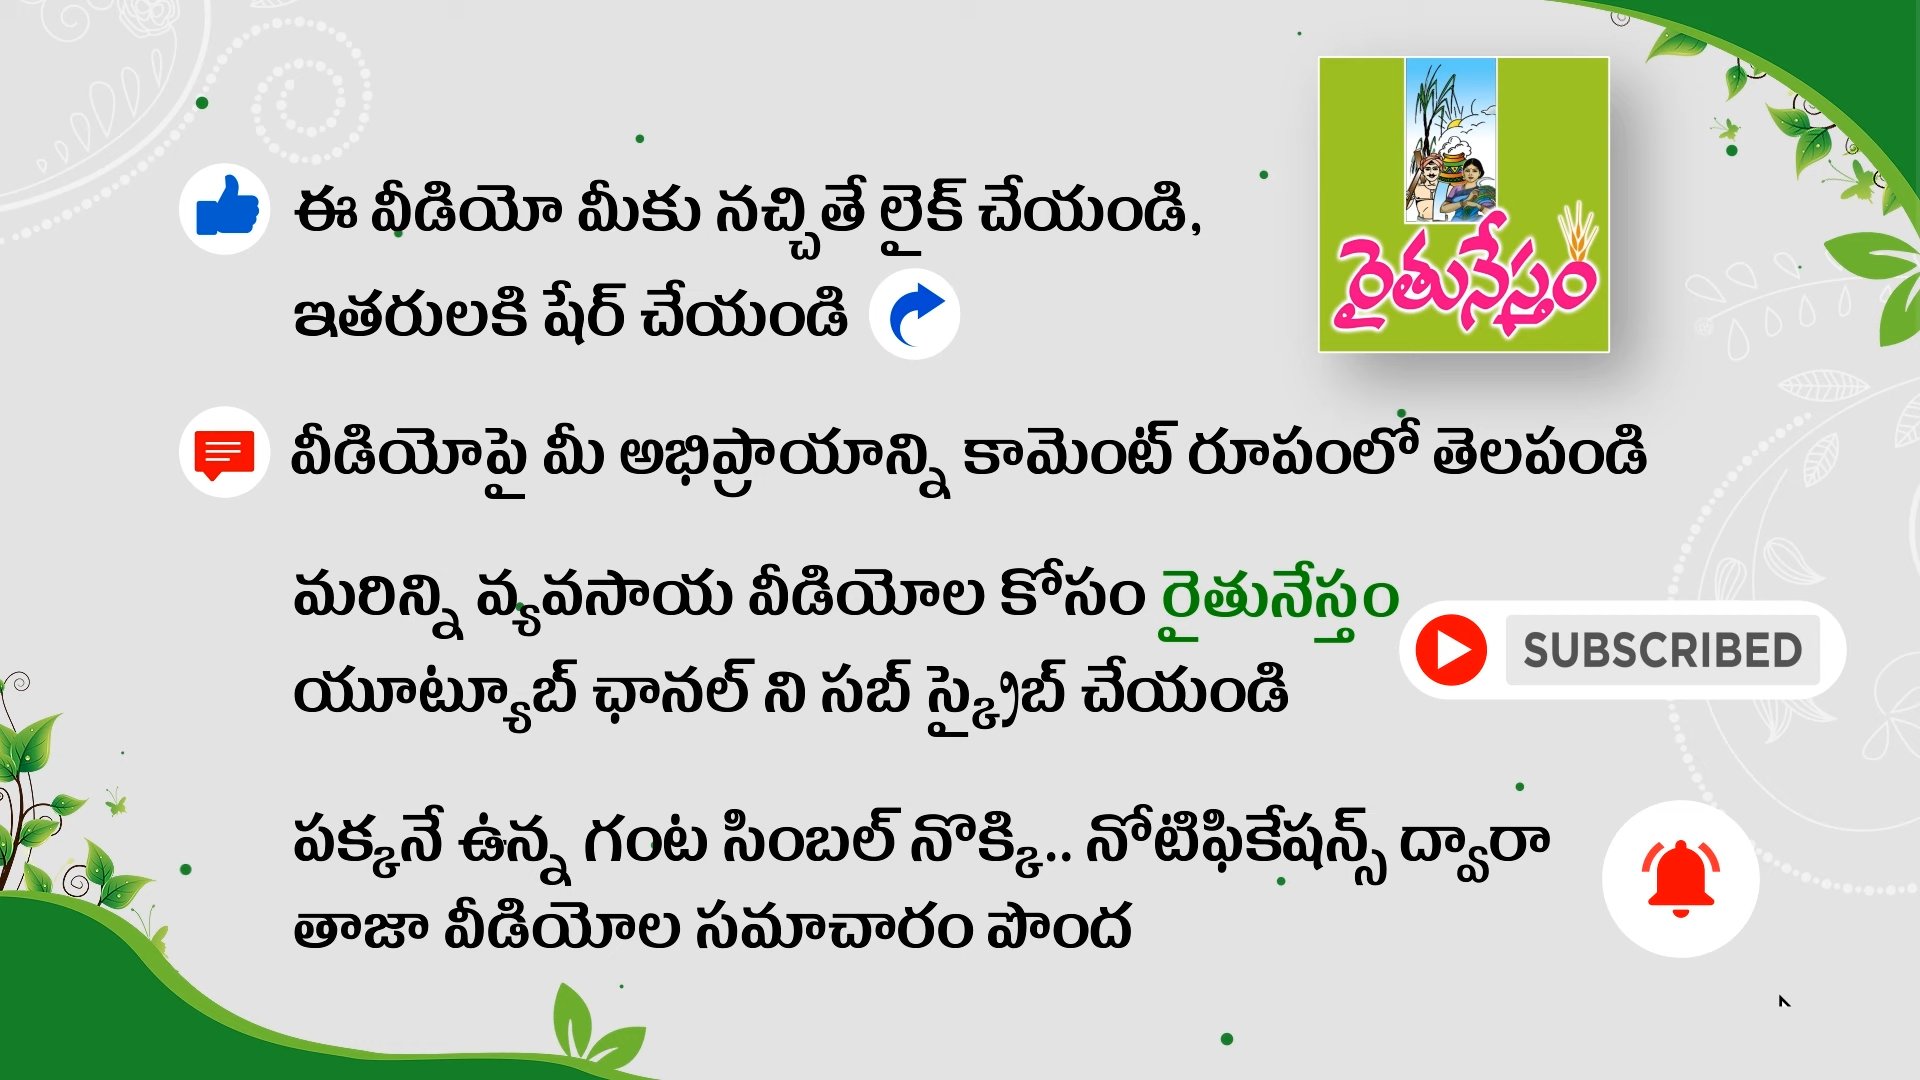 రైతునేస్తం
ఈ వీడియో మీకు నచ్చితే లైక్ చేయండి,
ఇతరులకి షేర్ చేయండి
వీడియోపై మీ అభిప్రాయాన్ని కామెంట్ రూపంలో తెలపండి
మరిన్ని వ్యవసాయ వీడియోల కోసం రైతునేస్తం
యూట్యూబ్ ఛానల్ ని సబ్ స్క్రైబ్ చేయండి
SUBSCRIBED
పక్కనే ఉన్న గంట సింబల్ నొక్కి.. నోటిఫికేషన్స్ ద్వారా
తాజా వీడియోల సమాచారం పొంద